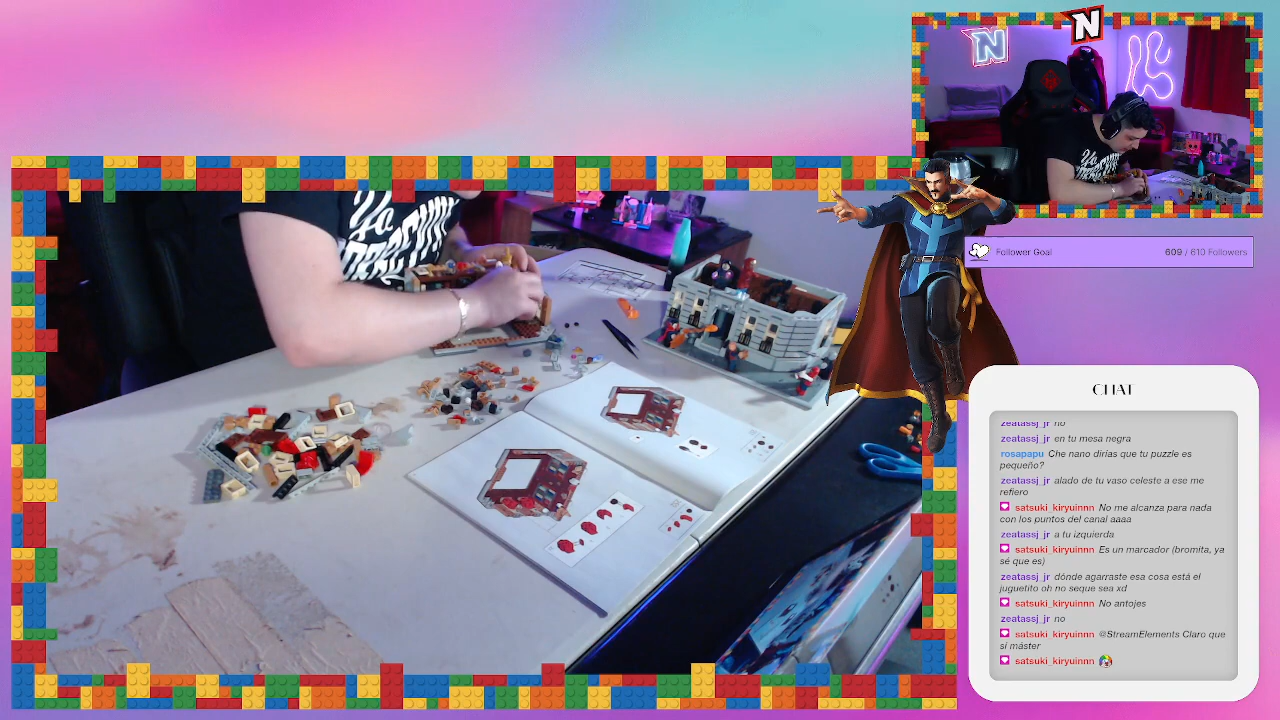 N
N
Follower Goal
609 / 610 Followers
CHAT
zeatassj_jr no
zeatassj_jr en tu mesa negra
rosapapu Che nano dirías que tu puzzle es
pequeño?
zeatassj_jr alado de tu vaso celeste a ese me
refiero
satsuki_kiryuinnn No me alcanza para nada
con los puntos del canal aaaa
zeatassj_jr a tu izquierda
satsuki_kiryuinnn Es un marcador (bromita, ya
sé que es)
zeatassj_jr dónde agarraste esa cosa está el
juguetito oh no seque sea xd
satsuki_kiryuinnn No antojes
zeatassj_jr no
satsuki_kiryuinnn @StreamElements Claro que
sí máster
satsuki_kiryuinnn